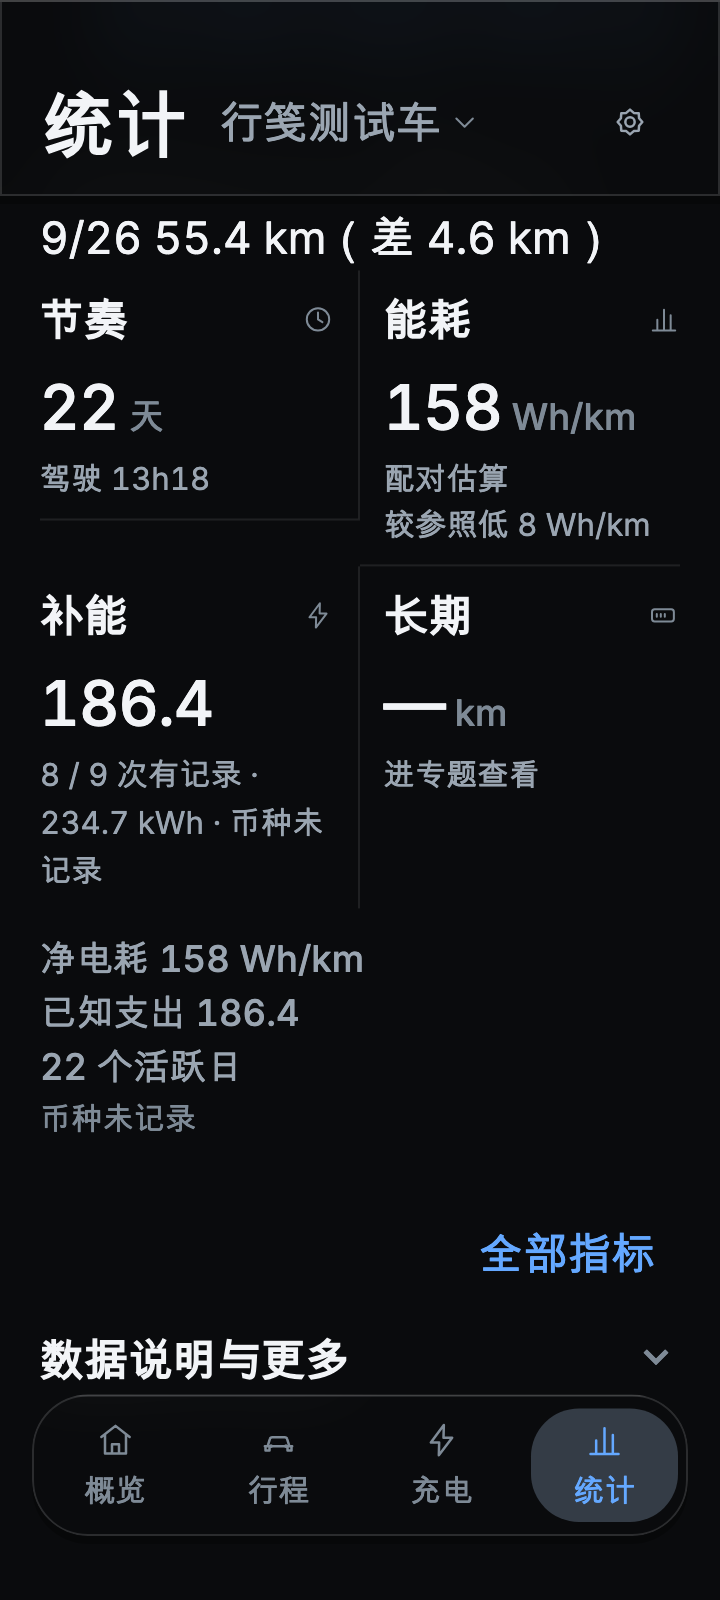 统计 行笺测试车
9/26 55.4 km ( 差 4.6 km )
节奏
22 天
驾驶 13h18
能耗
158 Wh/km
配对估算
较参照低 8 Wh/km
补能
186.4
8 / 9 次有记录 ·
234.7 kWh · 币种未
记录
长期
— km
进专题查看
净电耗 158 Wh/km
已知支出 186.4
22 个活跃日
币种未记录
全部指标
数据说明与更多
概览 行程 充电 统计